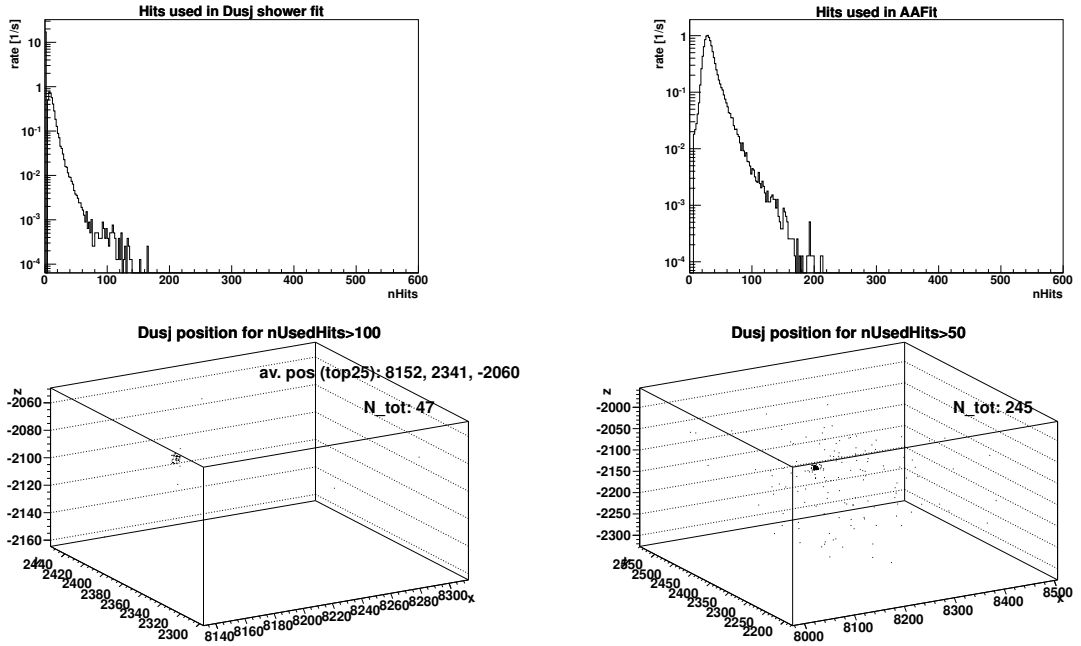 Hits used in Dusj shower fit
rate [1/s]
10
1
10-1
10-2
10-3
10-4
0 100 200 300 400 500 600
nHits
Hits used in AAFit
rate [1/s]
1
10-1
10-2
10-3
10-4
0 100 200 300 400 500 600
nHits
Dusj position for nUsedHits>100
av. pos (top25): 8152, 2341, -2060
N_tot: 47
z
-2060
-2080
-2100
-2120
-2140
-2160
2440
2420
2400
2380
2360
2340
2320
2300
8140 8160 8180 8200 8220 8240 8260 8280 8300
x
Dusj position for nUsedHits>50
N_tot: 245
z
-2000
-2050
-2100
-2150
-2200
-2250
-2300
2550
2500
2450
2400
2350
2300
2250
2200
8000 8100 8200 8300 8400 8500
x